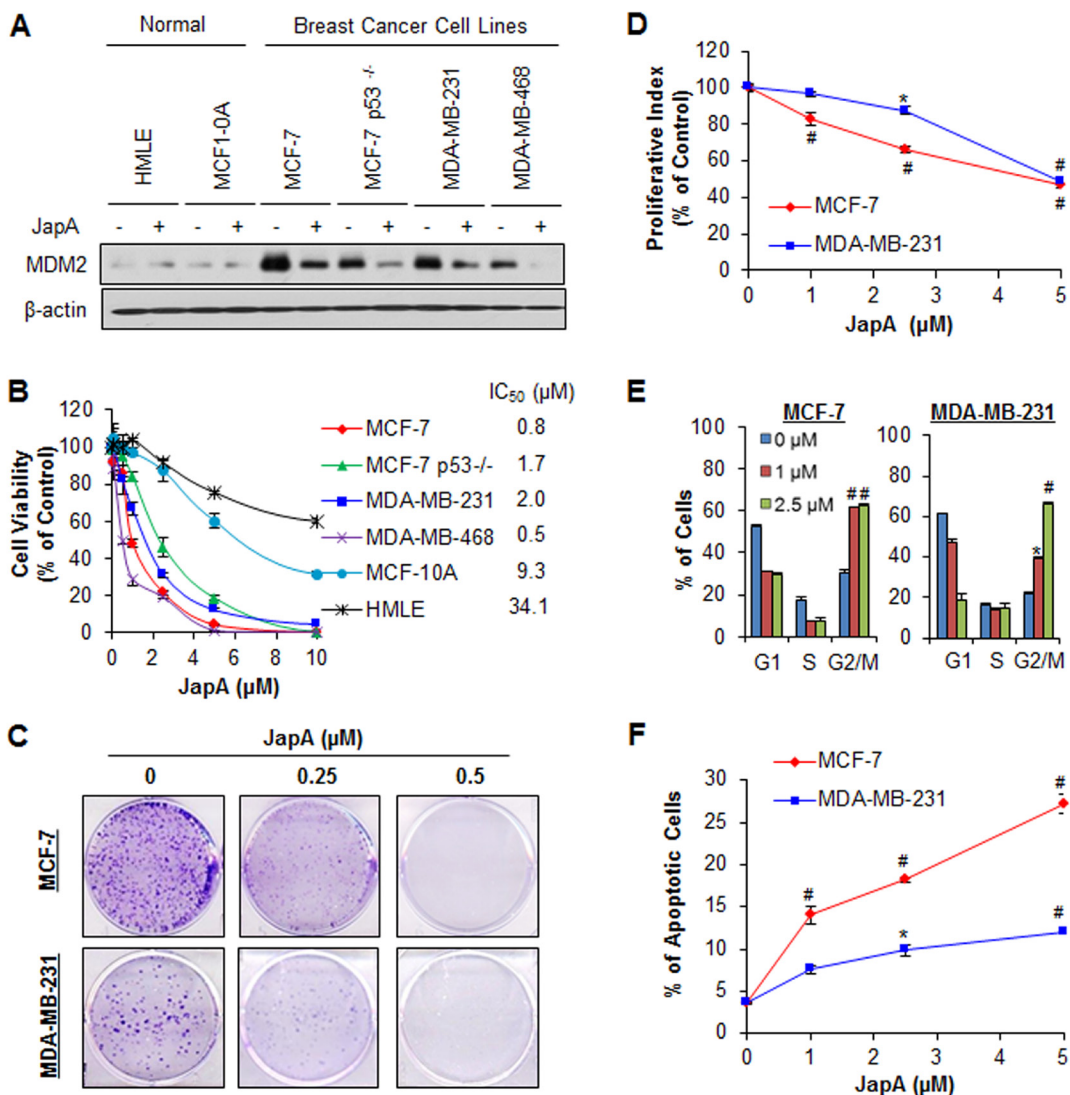 A
Normal
Breast Cancer Cell Lines
HMLE
MCF1-0A
MCF-7
MCF-7 p53 -/-
MDA-MB-231
MDA-MB-468
JapA - + - + - + - + - + - +
MDM2
β-actin
B
Cell Viability
(% of Control)
120
100
80
60
40
20
0
0 2 4 6 8 10
JapA (µM)
IC50 (µM)
MCF-7 0.8
MCF-7 p53-/- 1.7
MDA-MB-231 2.0
MDA-MB-468 0.5
MCF-10A 9.3
HMLE 34.1
C
JapA (µM)
0 0.25 0.5
MCF-7
MDA-MB-231
D
Proliferative Index
(% of Control)
120
100
80
60
40
20
0
*
#
#
#
#
MCF-7
MDA-MB-231
0 1 2 3 4 5
JapA (µM)
E
MCF-7
MDA-MB-231
% of Cells
100
80
60
40
20
0
0 µM
1 µM
2.5 µM
##
G1 S G2/M
100
80
60
40
20
0
*
#
G1 S G2/M
F
% of Apoptotic Cells
30
25
20
15
10
5
0
MCF-7
MDA-MB-231
#
#
#
*
#
0 1 2 3 4 5
JapA (µM)